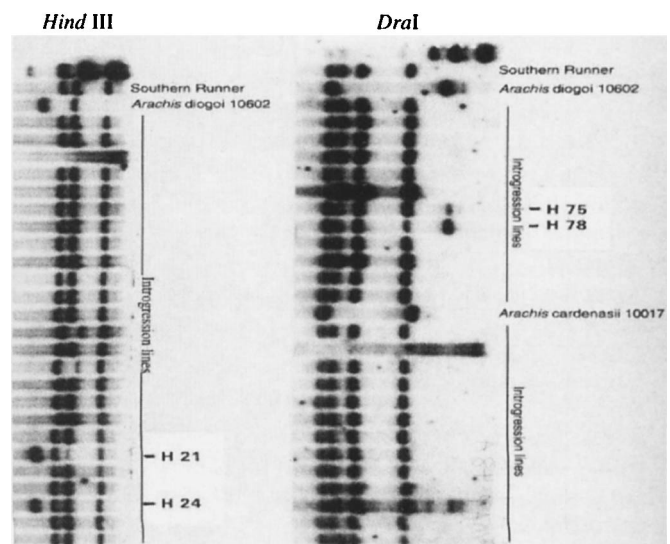 Hind III
DraI
Southern Runner
Arachis diogoi 10602
Introgression lines
H 21
H 24
Southern Runner
Arachis diogoi 10602
Introgression lines
H 75
H 78
Arachis cardenasii 10017
Introgression lines